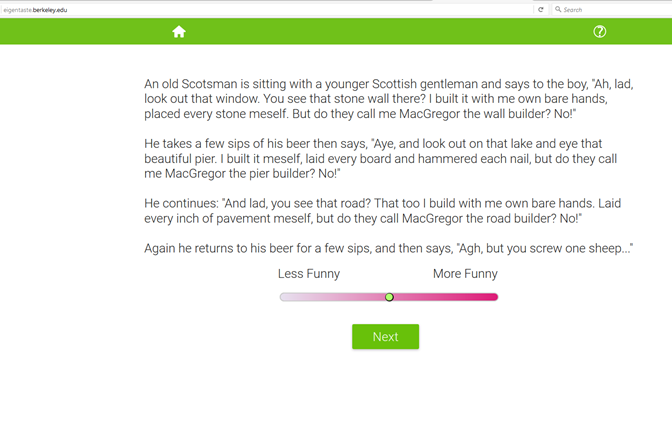 eigentaste.berkeley.edu
Search
An old Scotsman is sitting with a younger Scottish gentleman and says to the boy, "Ah, lad,
look out that window. You see that stone wall there? I built it with me own bare hands,
placed every stone meself. But do they call me MacGregor the wall builder? No!"
He takes a few sips of his beer then says, "Aye, and look out on that lake and eye that
beautiful pier. I built it meself, laid every board and hammered each nail, but do they call
me MacGregor the pier builder? No!"
He continues: "And lad, you see that road? That too I build with me own bare hands. Laid
every inch of pavement meself, but do they call MacGregor the road builder? No!"
Again he returns to his beer for a few sips, and then says, "Agh, but you screw one sheep..."
Less Funny More Funny
Next